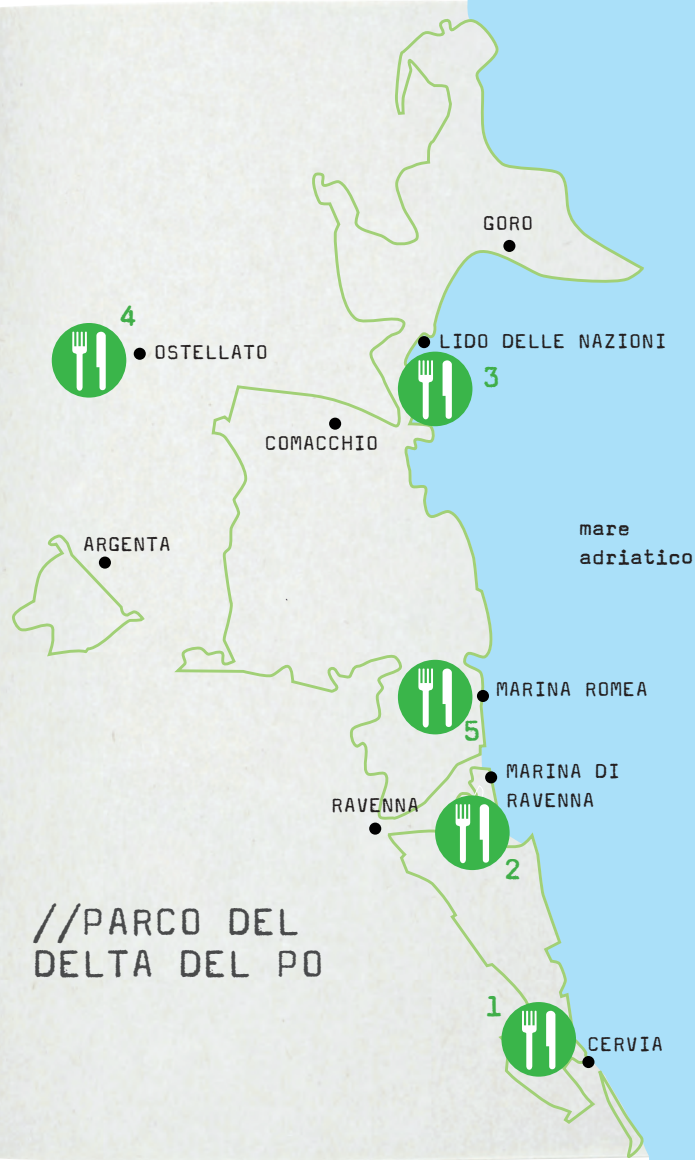 GORO
LIDO DELLE NAZIONI
4
OSTELLATO
3
COMACCHIO
mare
adriatico
ARGENTA
MARINA ROMEA
5
MARINA DI
RAVENNA
RAVENNA
2
//PARCO DEL
DELTA DEL PO
1
CERVIA